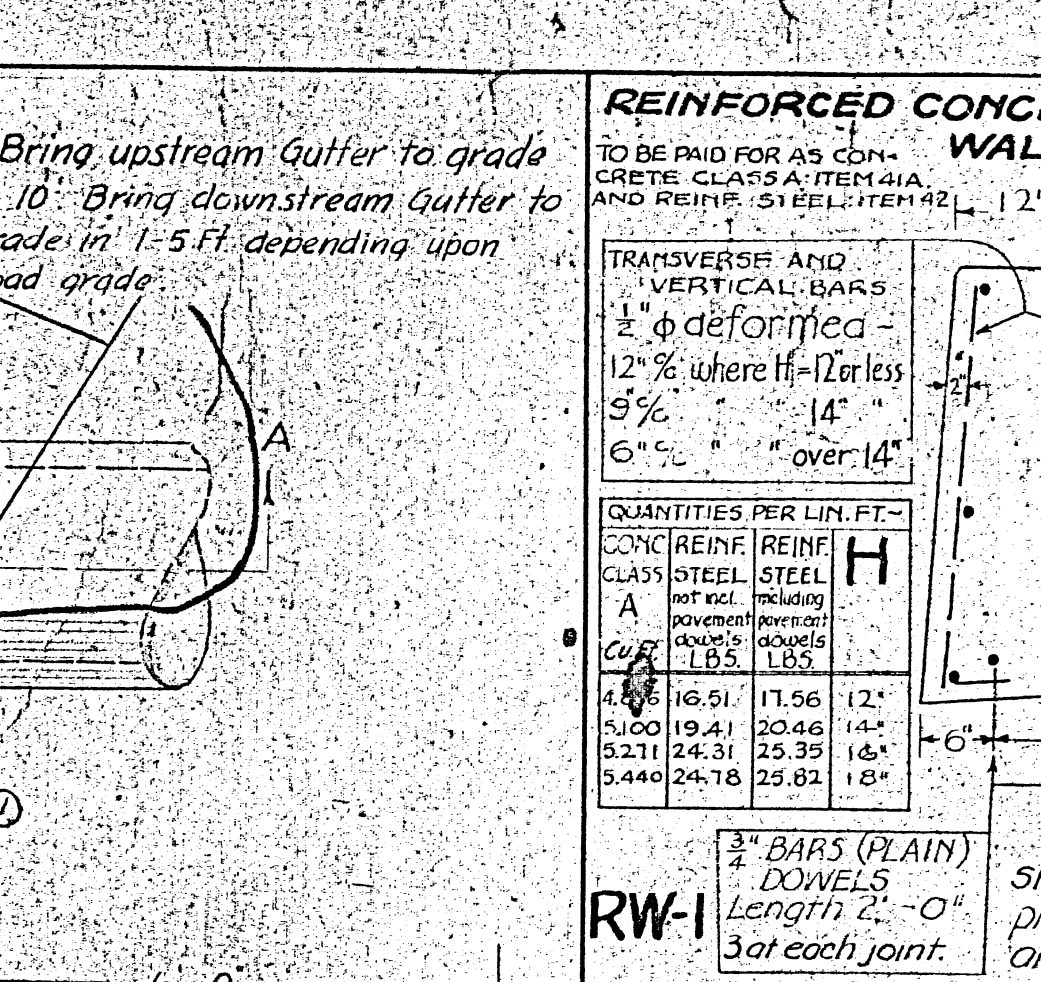 Bring upstream Gutter to grade
10'. Bring downstream Gutter to
in 1-5 Ft. depending upon
grade.
A
REINFORCED CONC
WAL
TO BE PAID FOR AS CON-
CRETE CLASS A: ITEM 41A.
AND REINF. STEEL: ITEM 42
12"
TRANSVERSE AND
VERTICAL BARS
1/2" φ deformed -
12" c/c where H = 12" or less
9" c/c " " 14" "
6" c/c " " over 14"
2"
QUANTITIES PER LIN. FT.~
CONC CLASS A Cu.Ft.
REINF. STEEL not incl. pavement dowels LBS.
REINF. STEEL including pavement dowels LBS.
H
16.51 17.56 12"
5.100 19.41 20.46 14"
5.271 24.31 25.35 16"
5.440 24.78 25.82 18"
6"
RW-1
3/4" BARS (PLAIN)
DOWELS
Length 2'-0"
3 at each joint.